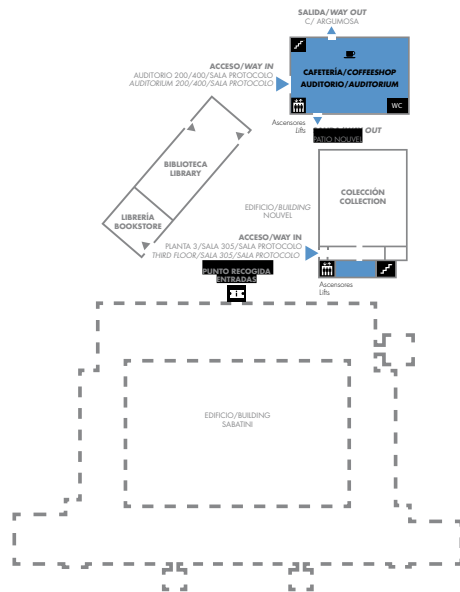 SALIDA/WAY OUT
C/ ARGUMOSA
CAFETERÍA/COFFEESHOP
AUDITORIO/AUDITORIUM
WC
ACCESO/WAY IN
AUDITORIO 200/400/SALA PROTOCOLO
AUDITORIUM 200/400/SALA PROTOCOLO
Ascensores
Lifts
OUT
PATIO NOUVEL
BIBLIOTECA
LIBRARY
LIBRERÍA
BOOKSTORE
COLECCIÓN
COLLECTION
EDIFICIO/BUILDING
NOUVEL
ACCESO/WAY IN
PLANTA 3/SALA 305/SALA PROTOCOLO
THIRD FLOOR/SALA 305/SALA PROTOCOLO
Ascensores
Lifts
PUNTO RECOGIDA
ENTRADAS
EDIFICIO/BUILDING
SABATINI